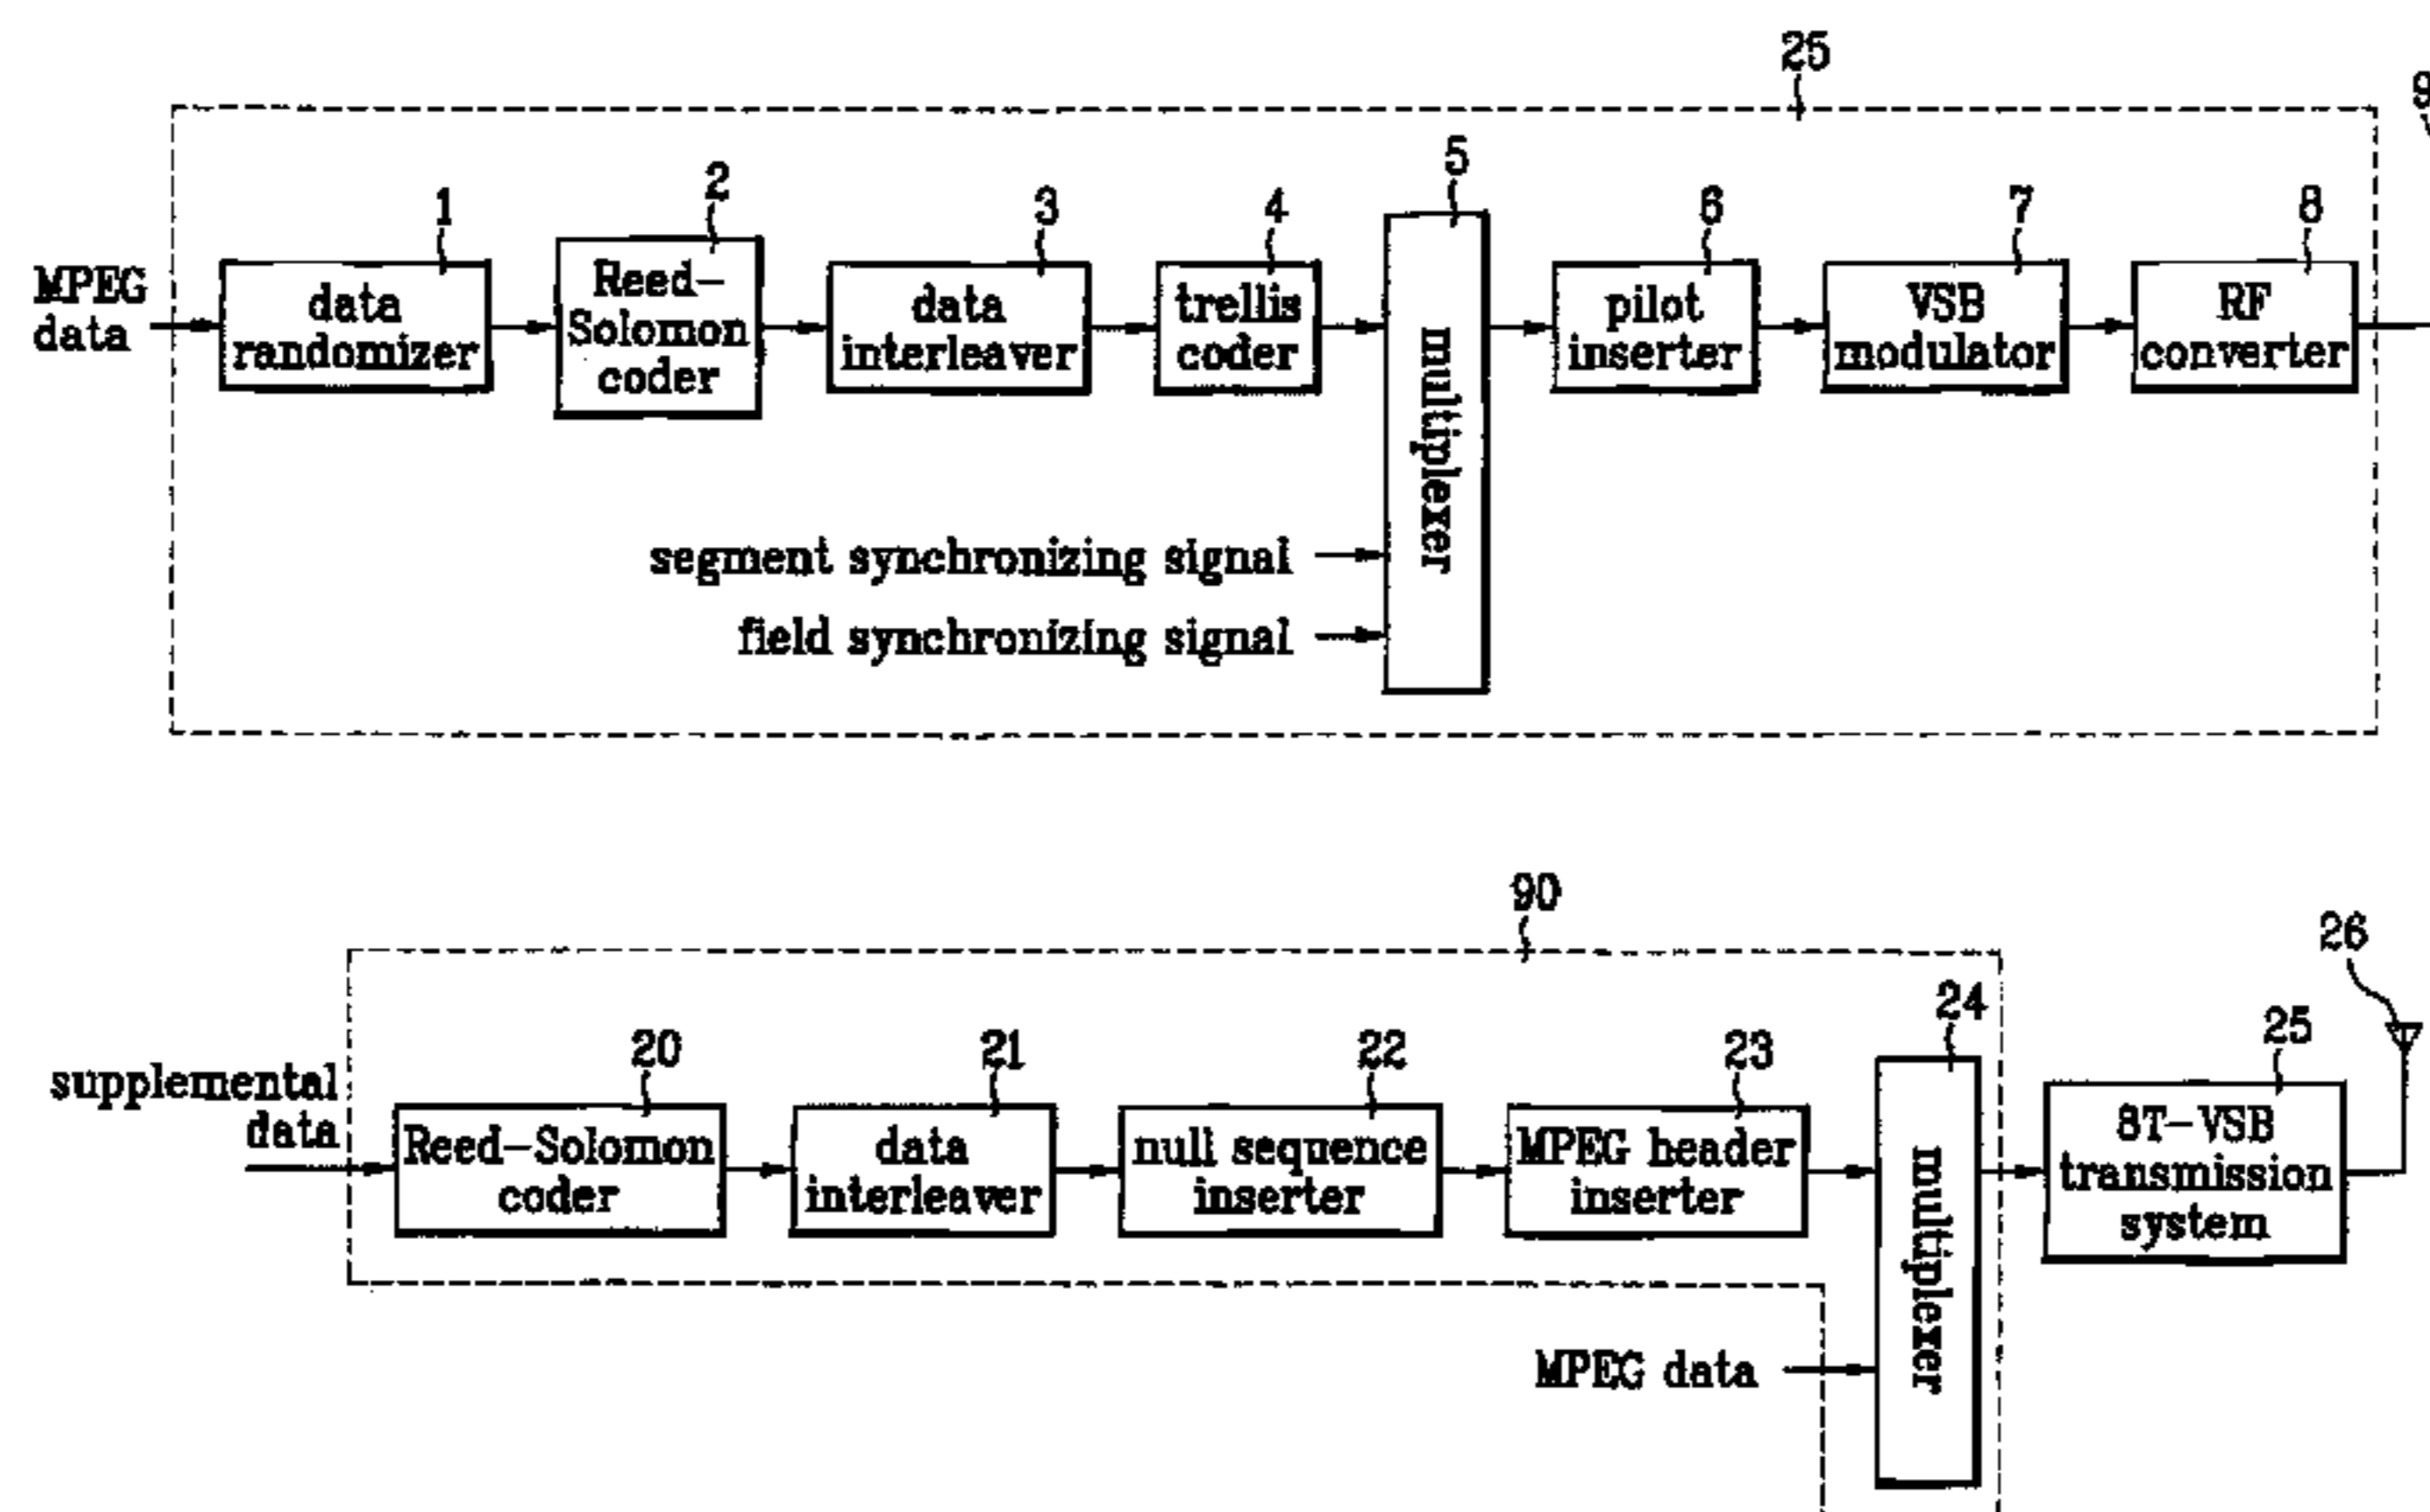 25
9
1
2
3
4
5
6
7
8
MPEG
data
data
randomizer
Reed-
Solomon
coder
data
interleaver
trellis
coder
multiplexer
pilot
inserter
VSB
modulator
RF
converter
segment synchronizing signal
field synchronizing signal
90
26
20
21
22
23
24
25
supplemental
data
Reed-Solomon
coder
data
interleaver
null sequence
inserter
MPEG header
inserter
multiplexer
8T-VSB
transmission
system
MPEG data